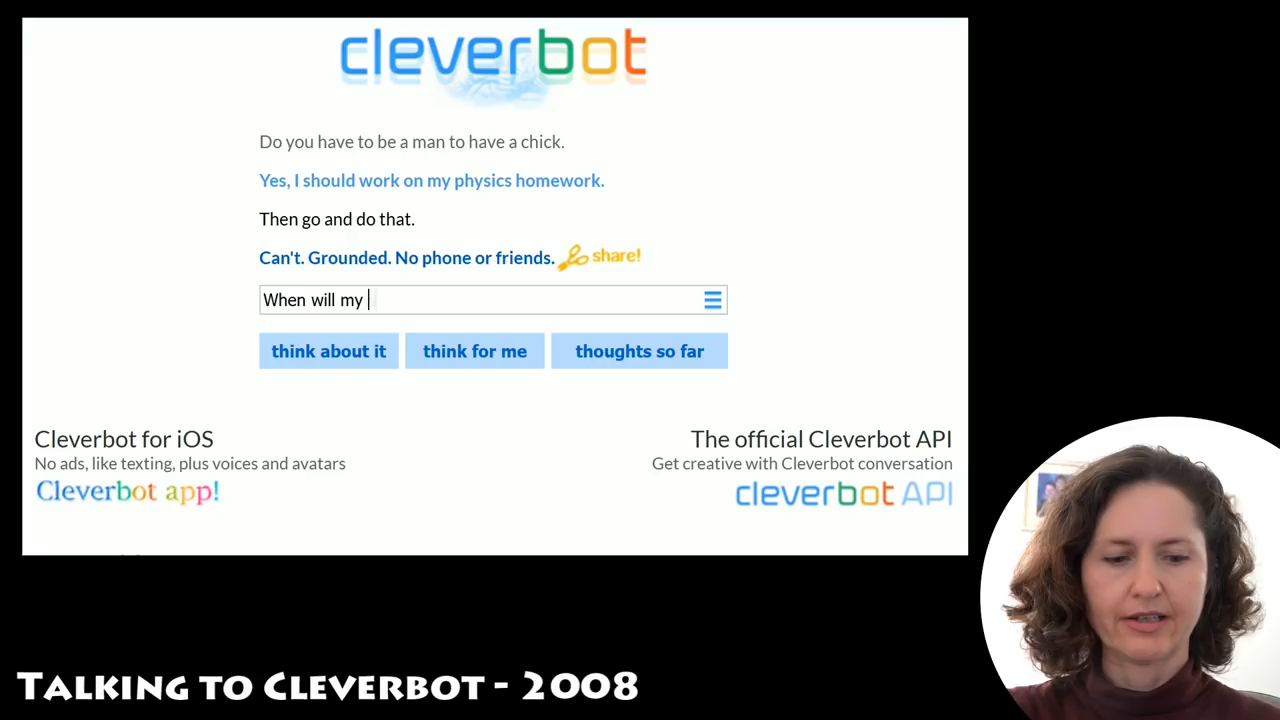 cleverbot
Do you have to be a man to have a chick.
Yes, I should work on my physics homework.
Then go and do that.
Can't. Grounded. No phone or friends. share!
When will my
think about it think for me thoughts so far
Cleverbot for iOS
No ads, like texting, plus voices and avatars
Cleverbot app!
The official Cleverbot API
Get creative with Cleverbot conversation
cleverbot API
TALKING TO CLEVERBOT - 2008